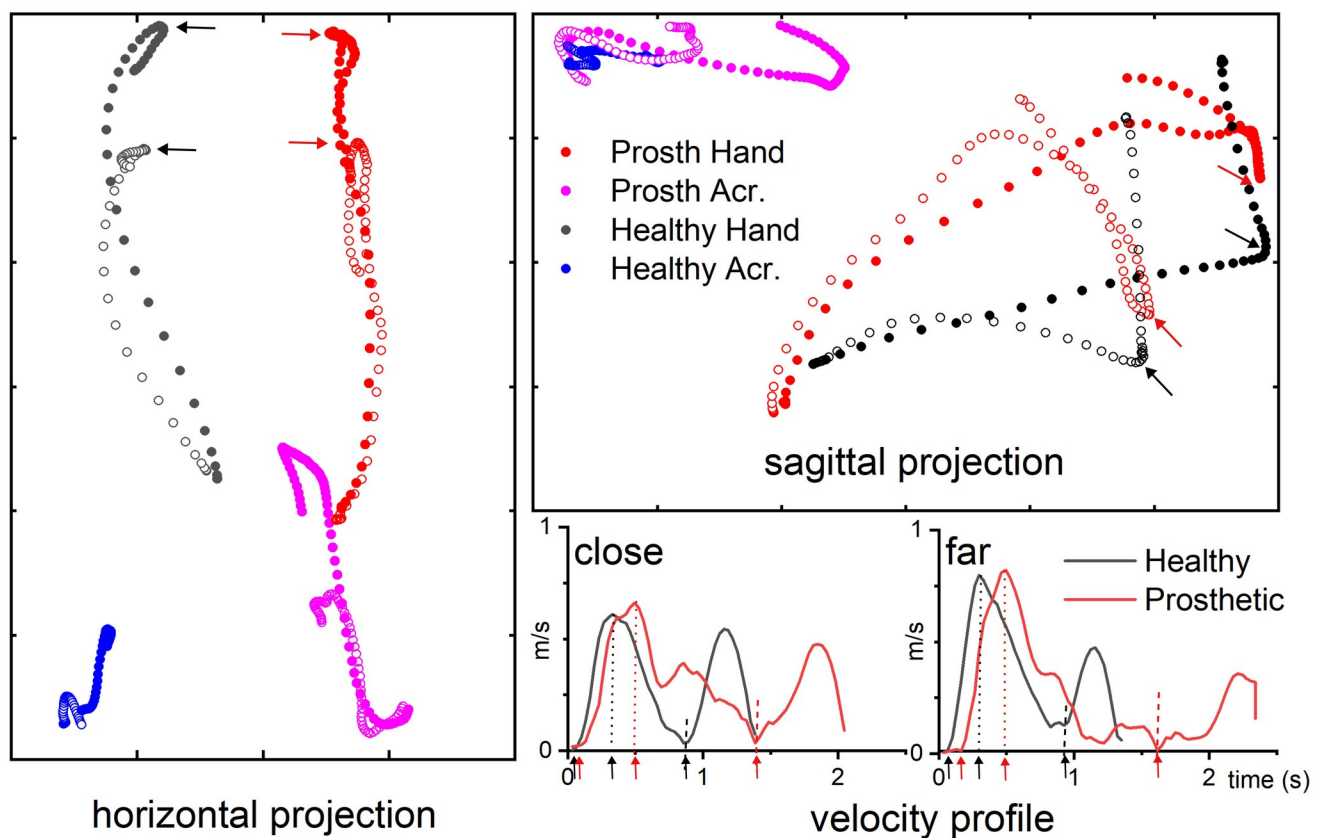 Prosth Hand
Prosth Acr.
Healthy Hand
Healthy Acr.
sagittal projection
horizontal projection
1
close
m/s
0
0
1
2
1
far
Healthy
Prosthetic
m/s
0
0
1
2
time (s)
velocity profile